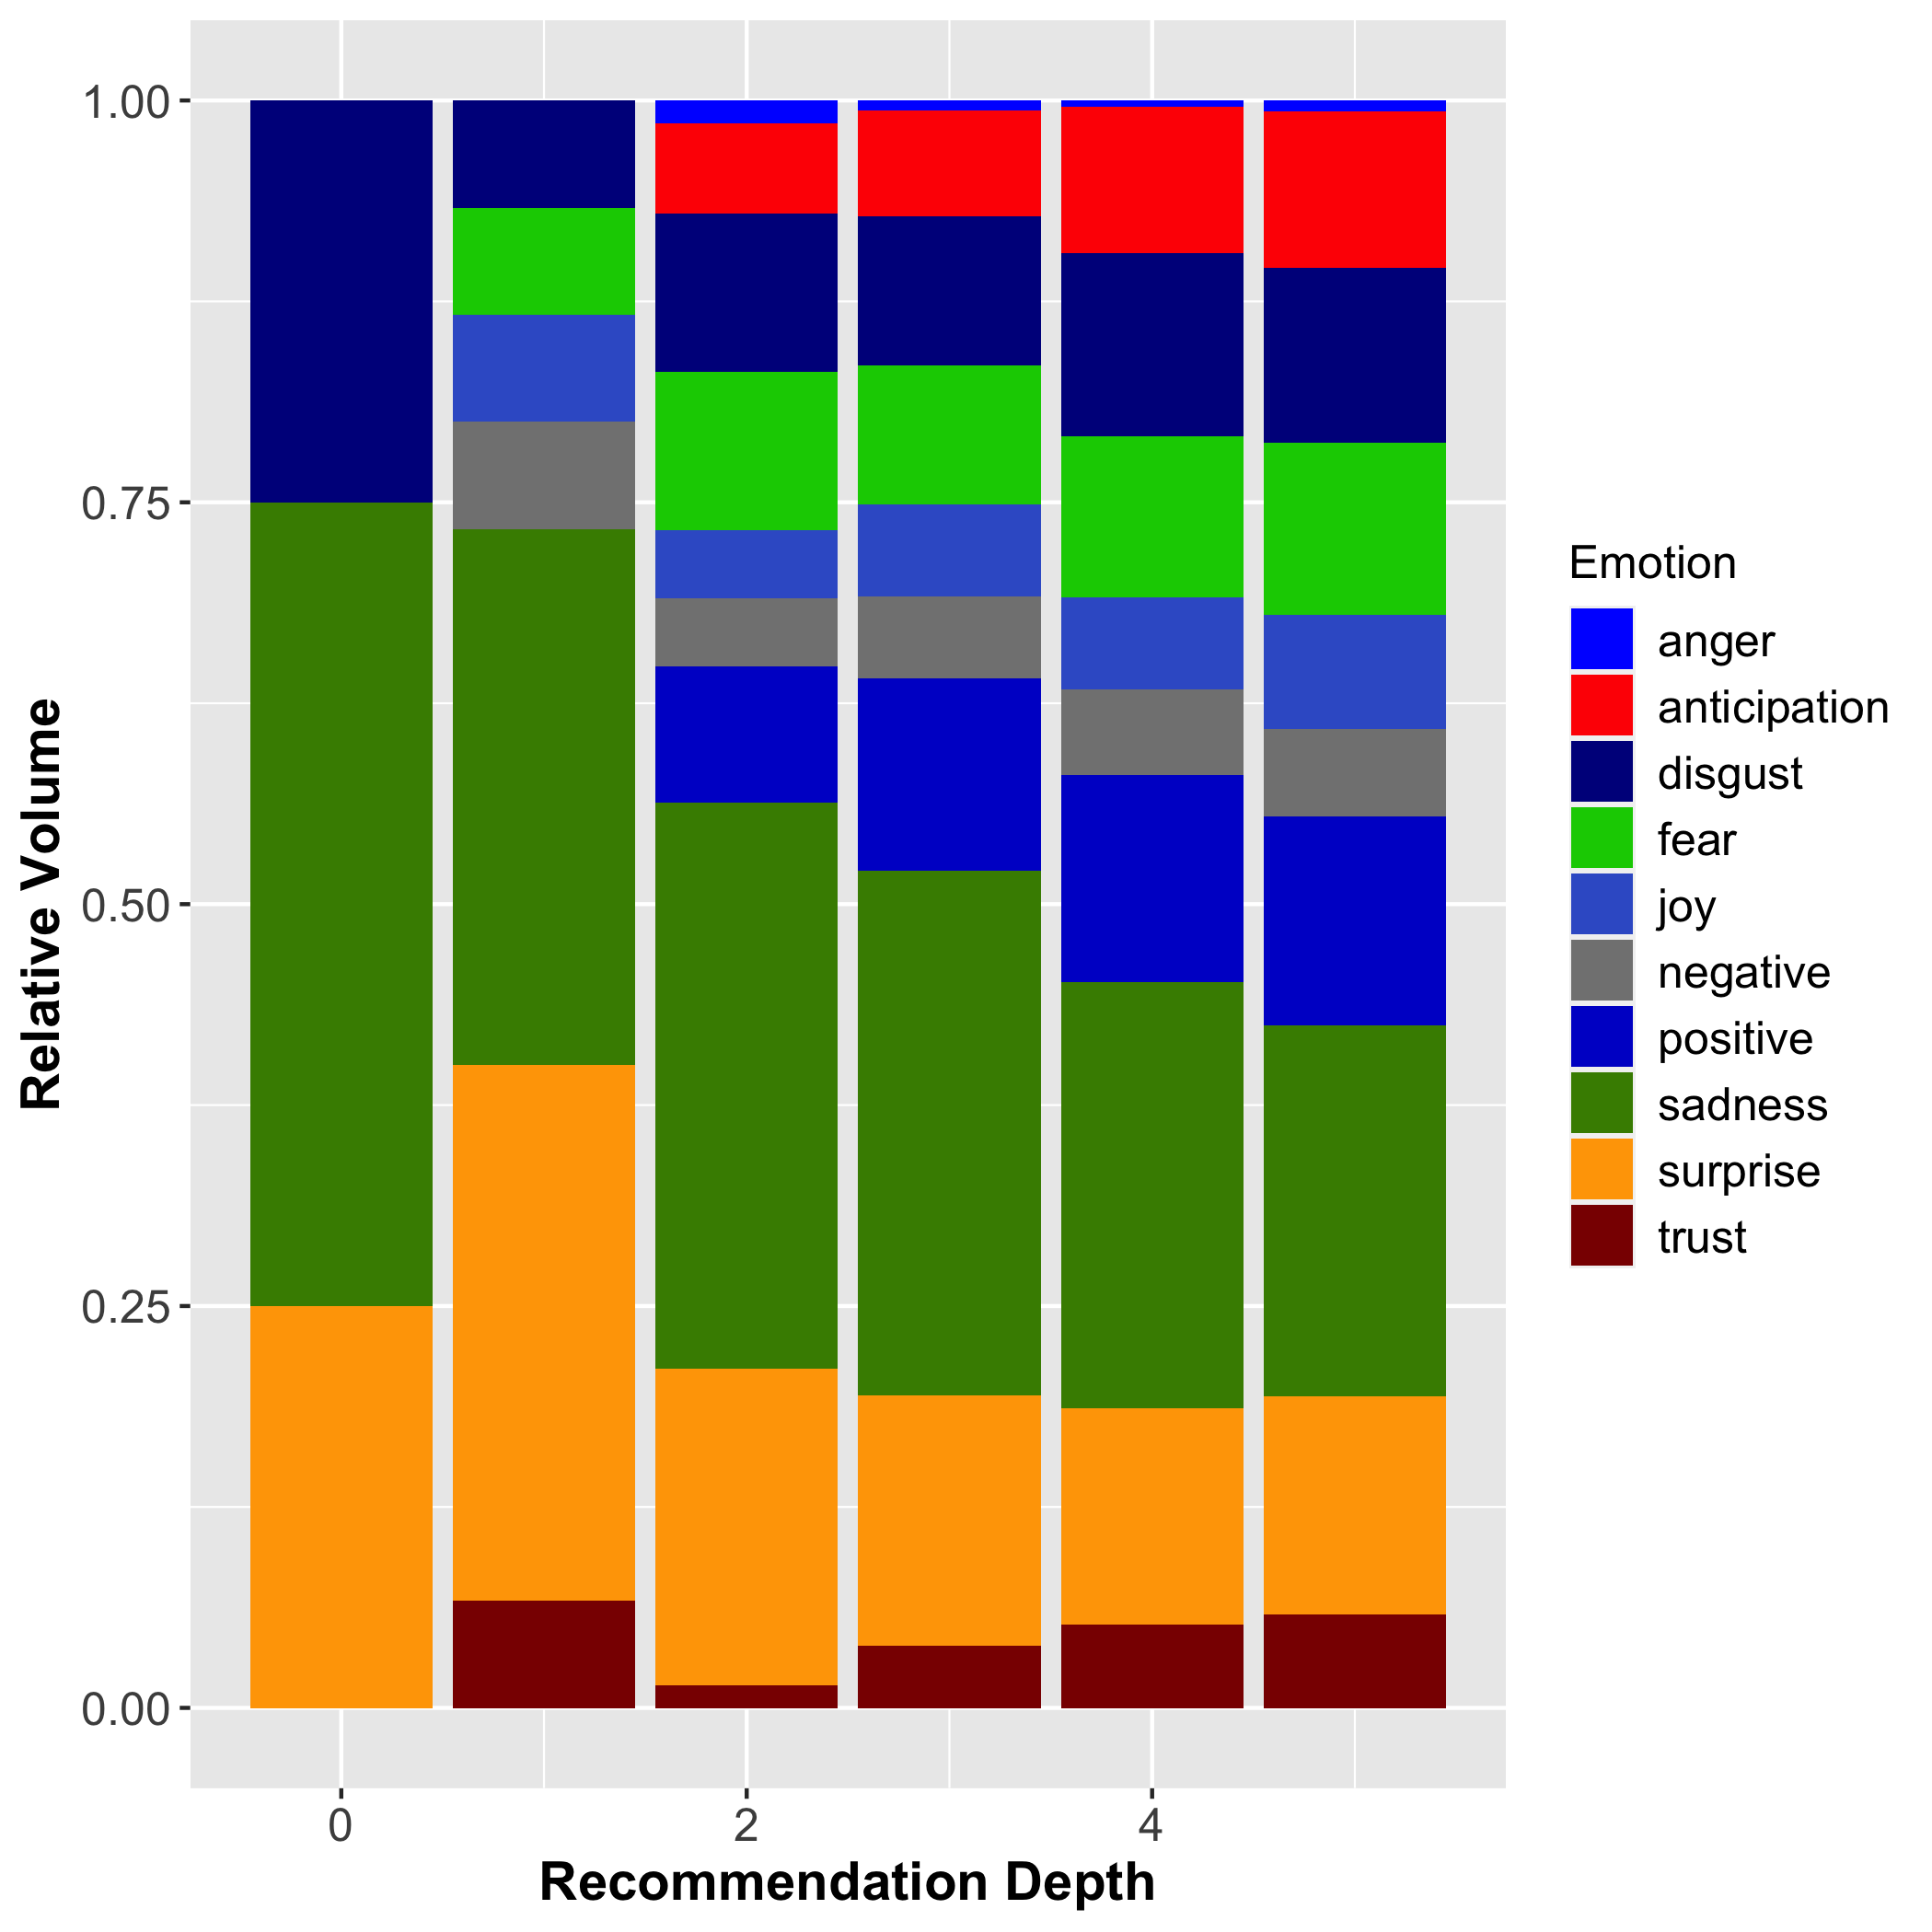 1.00
0.75
0.50
0.25
0.00
Relative Volume
0 2 4
Recommendation Depth
Emotion
anger
anticipation
disgust
fear
joy
negative
positive
sadness
surprise
trust